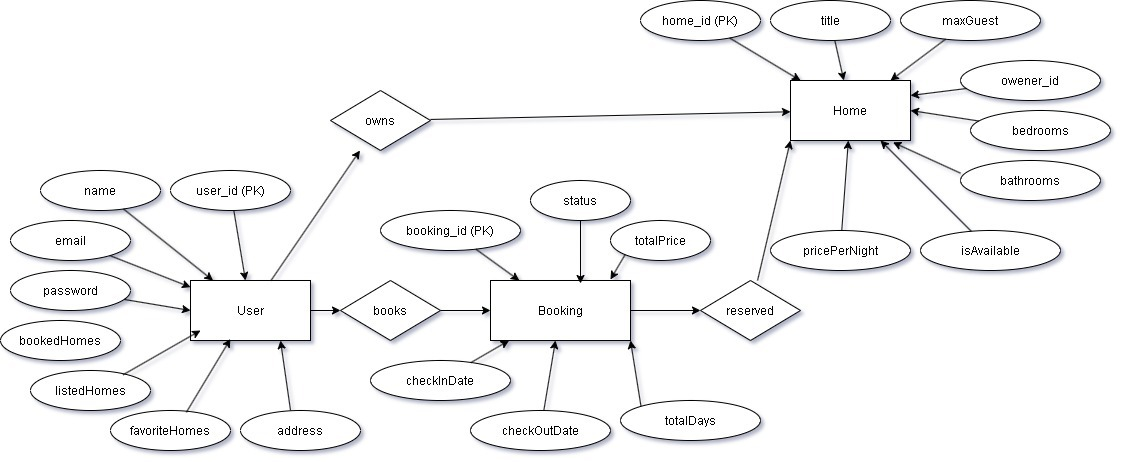 home_id (PK)
title
maxGuest
owener_id
Home
owns
bedrooms
bathrooms
name
user_id (PK)
status
booking_id (PK)
totalPrice
email
pricePerNight
isAvailable
password
User
books
Booking
reserved
bookedHomes
listedHomes
checkInDate
favoriteHomes
address
checkOutDate
totalDays